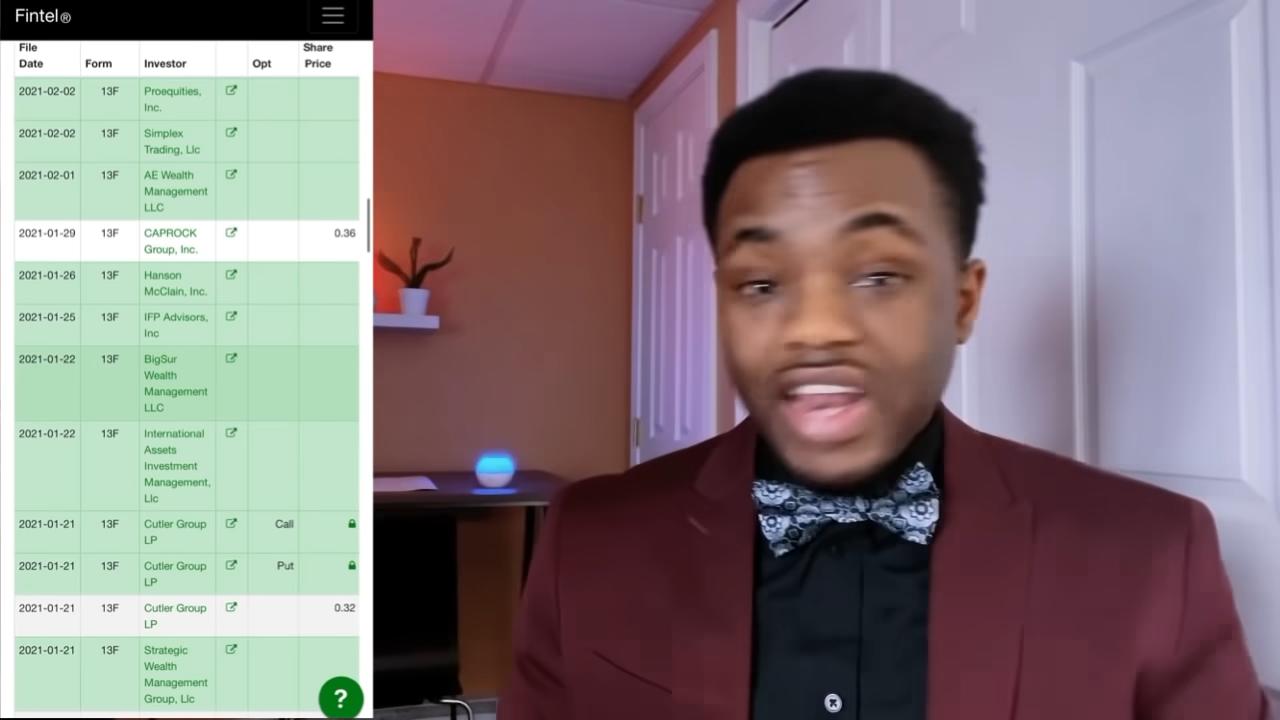 Fintel®
File Date Form Investor Opt Share Price
2021-02-02 13F Proequities, Inc.
2021-02-02 13F Simplex Trading, Llc
2021-02-01 13F AE Wealth Management LLC
2021-01-29 13F CAPROCK Group, Inc. 0.36
2021-01-26 13F Hanson McClain, Inc.
2021-01-25 13F IFP Advisors, Inc
2021-01-22 13F BigSur Wealth Management LLC
2021-01-22 13F International Assets Investment Management, Llc
2021-01-21 13F Cutler Group LP Call
2021-01-21 13F Cutler Group LP Put
2021-01-21 13F Cutler Group LP 0.32
2021-01-21 13F Strategic Wealth Management Group, Llc
?